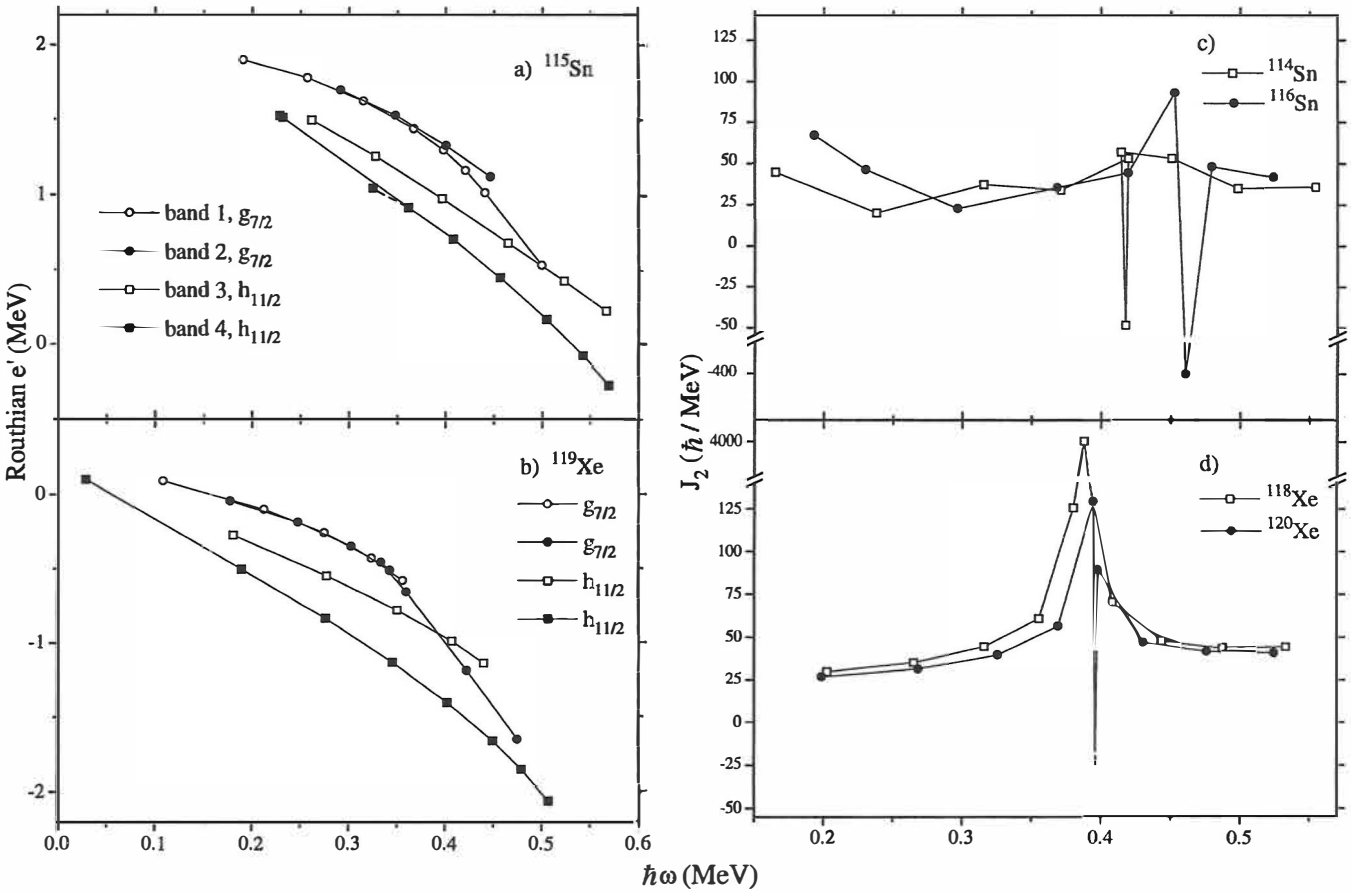 2
1
0
Routhian e' (MeV)
a) ¹¹⁵Sn
band 1, g₇/₂
band 2, g₇/₂
band 3, h₁₁/₂
band 4, h₁₁/₂
0
-1
-2
b) ¹¹⁹Xe
g₇/₂
g₇/₂
h₁₁/₂
h₁₁/₂
0.0 0.1 0.2 0.3 0.4 0.5 0.6
125
100
75
50
25
0
-25
-50
-400
J₂ (ℏ / MeV)
c)
¹¹⁴Sn
¹¹⁶Sn
4000
125
100
75
50
25
0
-25
-50
d)
¹¹⁸Xe
¹²⁰Xe
0.2 0.3 0.4 0.5
ℏω (MeV)